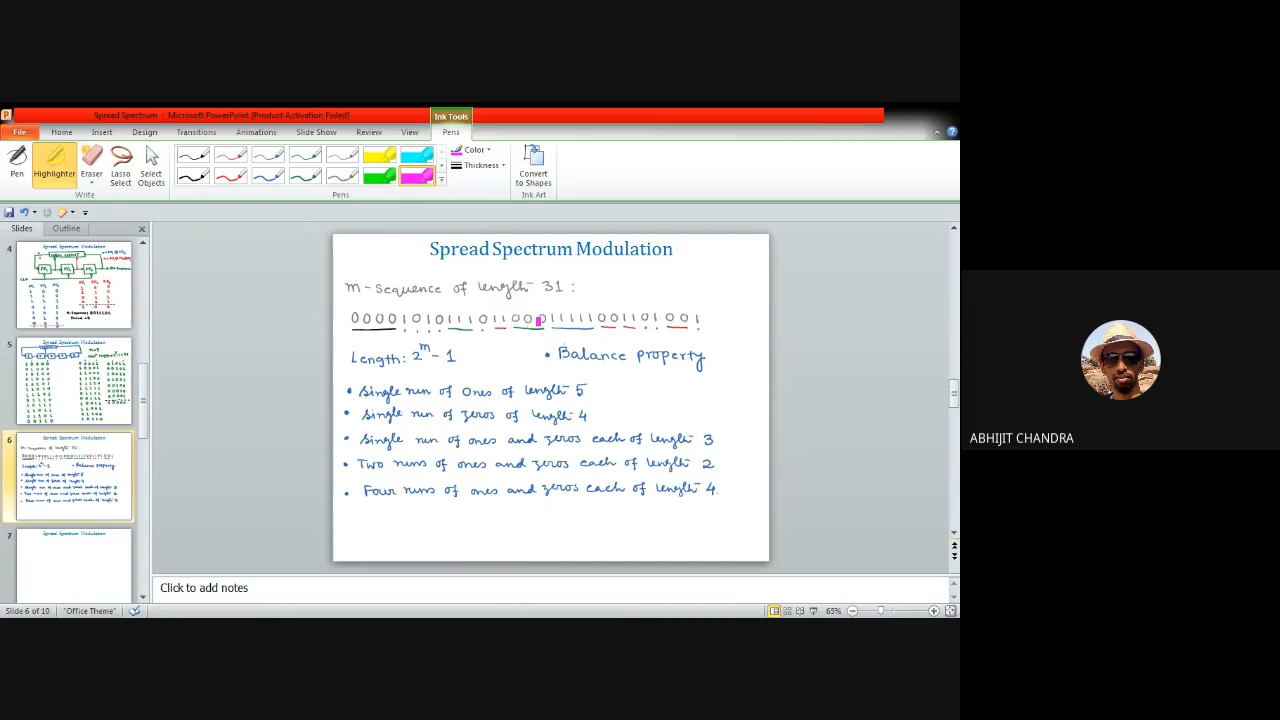 Spread Spectrum - Microsoft PowerPoint (Product Activation Failed)
Ink Tools
File Home Insert Design Transitions Animations Slide Show Review View Pens
Pen Highlighter Eraser Lasso Select Select Objects
Color
Thickness
Convert to Shapes
Write Pens Ink Art
Slides Outline
4
5
6
7
Spread Spectrum Modulation
m-sequence of length 31 :
0000101011101100011111001101001
Length: 2^m - 1 • Balance property
• Single run of ones of length 5
• Single run of zeros of length 4
• Single run of ones and zeros each of length 3
• Two runs of ones and zeros each of length 2
• Four runs of ones and zeros each of length 4.
Click to add notes
Slide 6 of 10 "Office Theme" 65%
ABHIJIT CHANDRA